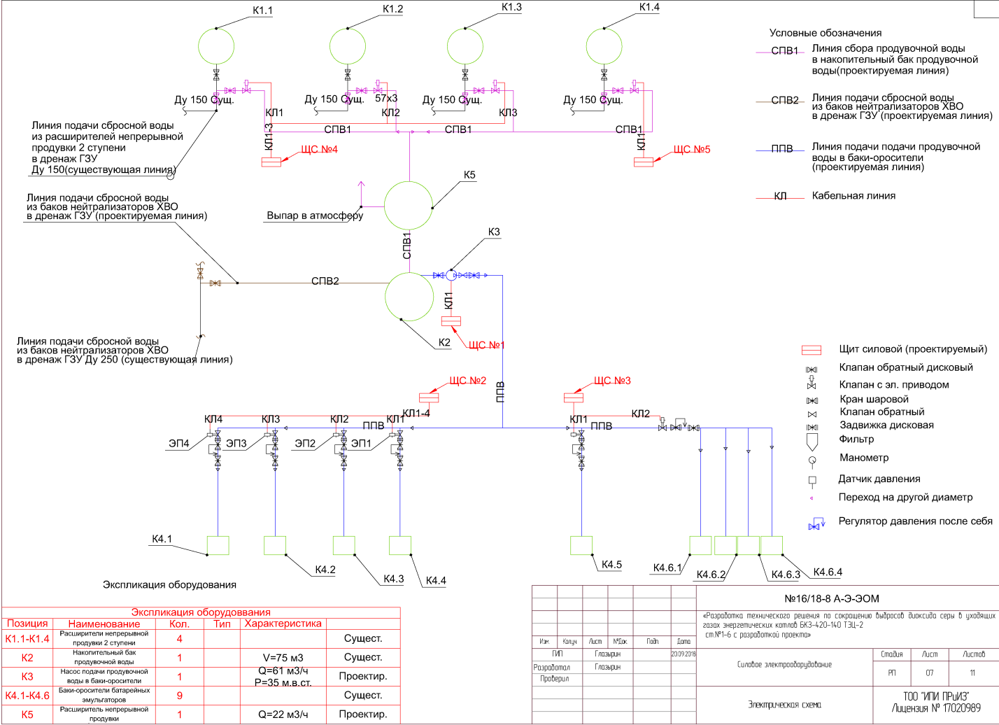 К1.1
К1.2
К1.3
К1.4
Ду 150 Сущ.
Ду 150 Сущ.
57х3
Ду 150 Сущ.
Ду 150 Сущ.
КЛ1
КЛ2
КЛ3
КЛ1-3
КЛ1
СПВ1
СПВ1
СПВ1
ЩС №4
ЩС №5
Линия подачи сбросной воды
из расширителей непрерывной
продувки 2 ступени
в дренаж ГЗУ
Ду 150(существующая линия)
Линия подачи сбросной воды
из баков нейтрализаторов ХВО
в дренаж ГЗУ (проектируемая линия)
Выпар в атмосферу
К5
СПВ1
К3
СПВ2
КЛ1
К2
ЩС №1
Линия подачи сбросной воды
из баков нейтрализаторов ХВО
в дренаж ГЗУ Ду 250 (существующая линия)
ППВ
ЩС №2
ЩС №3
КЛ4
КЛ3
КЛ2
КЛ1
КЛ1-4
ППВ
КЛ1
ППВ
КЛ2
ЭП4
ЭП3
ЭП2
ЭП1
К4.1
К4.2
К4.3
К4.4
К4.5
К4.6.1
К4.6.2
К4.6.3
К4.6.4
Условные обозначения
СПВ1
Линия сбора продувочной воды
в накопительный бак продувочной
воды(проектируемая линия)
СПВ2
Линия подачи сбросной воды
из баков нейтрализаторов ХВО
в дренаж ГЗУ (проектируемая линия)
ППВ
Линия подачи подачи продувочной
воды в баки-оросители
(проектируемая линия)
КЛ
Кабельная линия
Щит силовой (проектируемый)
Клапан обратный дисковый
Клапан с эл. приводом
Кран шаровой
Клапан обратный
Задвижка дисковая
Фильтр
Манометр
Датчик давления
Переход на другой диаметр
Регулятор давления после себя
Экспликация оборудования
Экспликация оборудоввания
Позиция Наименование Кол. Тип Характеристика
К1.1-К1.4 Расширители непрерывной продувки 2 ступени 4 Сущест.
К2 Накопительный бак продувочной воды 1 V=75 м3 Сущест.
К3 Насос подачи продувочной воды в баки-оросители 1 Q=61 м3/ч P=35 м.в.ст. Проектир.
К4.1-К4.6 Баки-оросители батарейных эмульгаторов 9 Сущест.
К5 Расширитель непрерывной продувки 1 Q=22 м3/ч Проектир.
№16/18-8 А-Э-ЭОМ
«Разработка технического решения по сокращению выбросов диоксида серы в уходящих
газах энергетических котлов БКЗ-420-140 ТЭЦ-2
ст.№1-6 с разработкой проекта»
Изм. Колуч Лист №Док. Подп. Дата
ГИП Глазырин 20.09.2018
Разработал Глазырин
Проверил
Силовое электрооборудование
Стадия Лист Листов
РП 07 11
Электрическая схема
ТОО "ИПИ ПРиИЗ"
Лицензия № 17020989